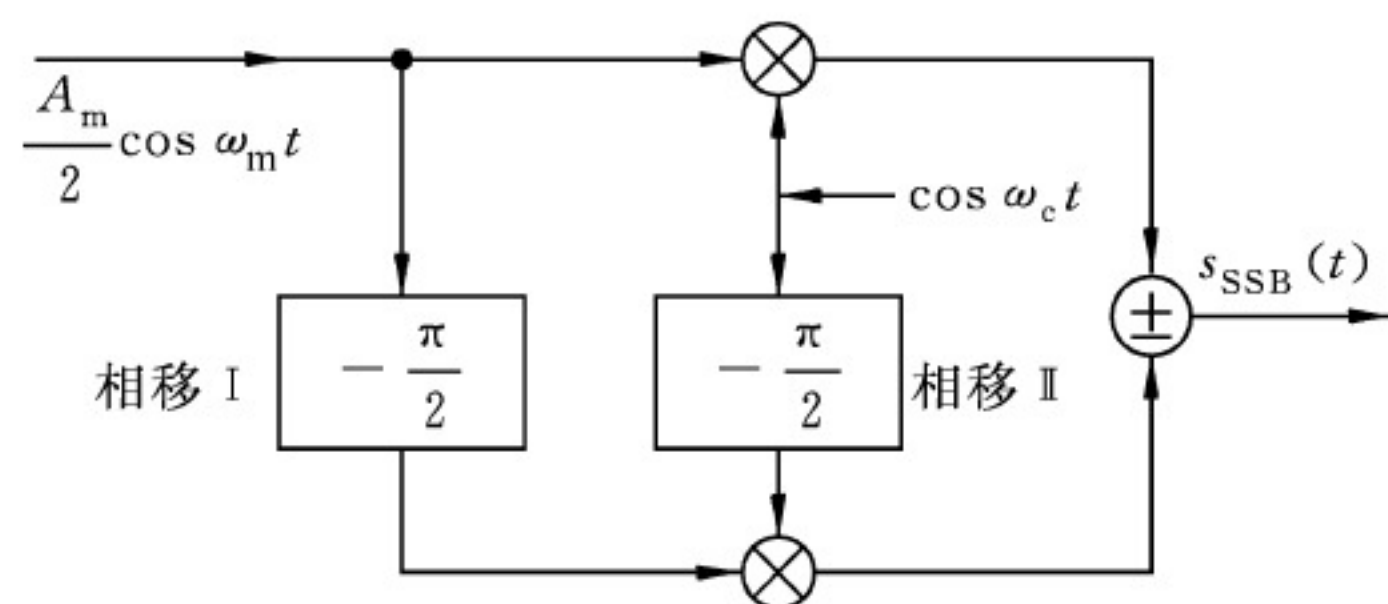 A_m/2 cos ω_m t
cos ω_c t
s_SSB(t)
相移 Ⅰ
− π/2
− π/2
相移 Ⅱ
±